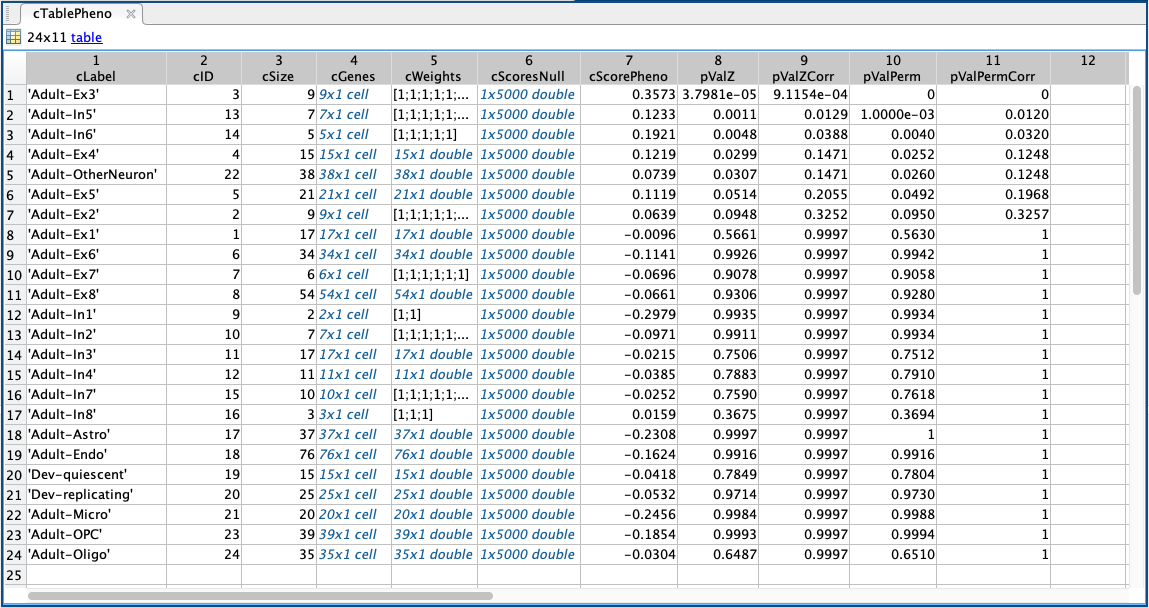 cTablePheno
24x11 table
1 2 3 4 5 6 7 8 9 10 11 12
cLabel cID cSize cGenes cWeights cScoresNull cScorePheno pValZ pValZCorr pValPerm pValPermCorr
1 'Adult-Ex3' 3 9 9x1 cell [1;1;1;1;1;... 1x5000 double 0.3573 3.7981e-05 9.1154e-04 0 0
2 'Adult-In5' 13 7 7x1 cell [1;1;1;1;1;... 1x5000 double 0.1233 0.0011 0.0129 1.0000e-03 0.0120
3 'Adult-In6' 14 5 5x1 cell [1;1;1;1;1] 1x5000 double 0.1921 0.0048 0.0388 0.0040 0.0320
4 'Adult-Ex4' 4 15 15x1 cell 15x1 double 1x5000 double 0.1219 0.0299 0.1471 0.0252 0.1248
5 'Adult-OtherNeuron' 22 38 38x1 cell 38x1 double 1x5000 double 0.0739 0.0307 0.1471 0.0260 0.1248
6 'Adult-Ex5' 5 21 21x1 cell 21x1 double 1x5000 double 0.1119 0.0514 0.2055 0.0492 0.1968
7 'Adult-Ex2' 2 9 9x1 cell [1;1;1;1;1;... 1x5000 double 0.0639 0.0948 0.3252 0.0950 0.3257
8 'Adult-Ex1' 1 17 17x1 cell 17x1 double 1x5000 double -0.0096 0.5661 0.9997 0.5630 1
9 'Adult-Ex6' 6 34 34x1 cell 34x1 double 1x5000 double -0.1141 0.9926 0.9997 0.9942 1
10 'Adult-Ex7' 7 6 6x1 cell [1;1;1;1;1;1] 1x5000 double -0.0696 0.9078 0.9997 0.9058 1
11 'Adult-Ex8' 8 54 54x1 cell 54x1 double 1x5000 double -0.0661 0.9306 0.9997 0.9280 1
12 'Adult-In1' 9 2 2x1 cell [1;1] 1x5000 double -0.2979 0.9935 0.9997 0.9934 1
13 'Adult-In2' 10 7 7x1 cell [1;1;1;1;1;... 1x5000 double -0.0971 0.9911 0.9997 0.9934 1
14 'Adult-In3' 11 17 17x1 cell 17x1 double 1x5000 double -0.0215 0.7506 0.9997 0.7512 1
15 'Adult-In4' 12 11 11x1 cell 11x1 double 1x5000 double -0.0385 0.7883 0.9997 0.7910 1
16 'Adult-In7' 15 10 10x1 cell [1;1;1;1;1;... 1x5000 double -0.0252 0.7590 0.9997 0.7618 1
17 'Adult-In8' 16 3 3x1 cell [1;1;1] 1x5000 double 0.0159 0.3675 0.9997 0.3694 1
18 'Adult-Astro' 17 37 37x1 cell 37x1 double 1x5000 double -0.2308 0.9997 0.9997 1 1
19 'Adult-Endo' 18 76 76x1 cell 76x1 double 1x5000 double -0.1624 0.9916 0.9997 0.9916 1
20 'Dev-quiescent' 19 15 15x1 cell 15x1 double 1x5000 double -0.0418 0.7849 0.9997 0.7804 1
21 'Dev-replicating' 20 25 25x1 cell 25x1 double 1x5000 double -0.0532 0.9714 0.9997 0.9730 1
22 'Adult-Micro' 21 20 20x1 cell 20x1 double 1x5000 double -0.2456 0.9984 0.9997 0.9988 1
23 'Adult-OPC' 23 39 39x1 cell 39x1 double 1x5000 double -0.1854 0.9993 0.9997 0.9994 1
24 'Adult-Oligo' 24 35 35x1 cell 35x1 double 1x5000 double -0.0304 0.6487 0.9997 0.6510 1
25